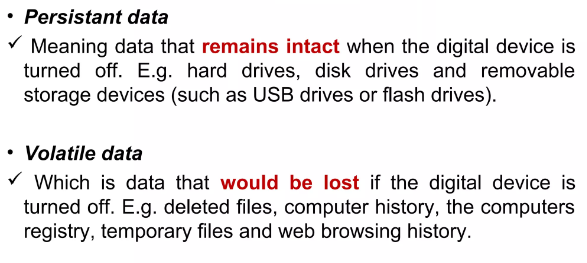 • Persistant data
✓ Meaning data that remains intact when the digital device is
turned off. E.g. hard drives, disk drives and removable
storage devices (such as USB drives or flash drives).
• Volatile data
✓ Which is data that would be lost if the digital device is
turned off. E.g. deleted files, computer history, the computers
registry, temporary files and web browsing history.